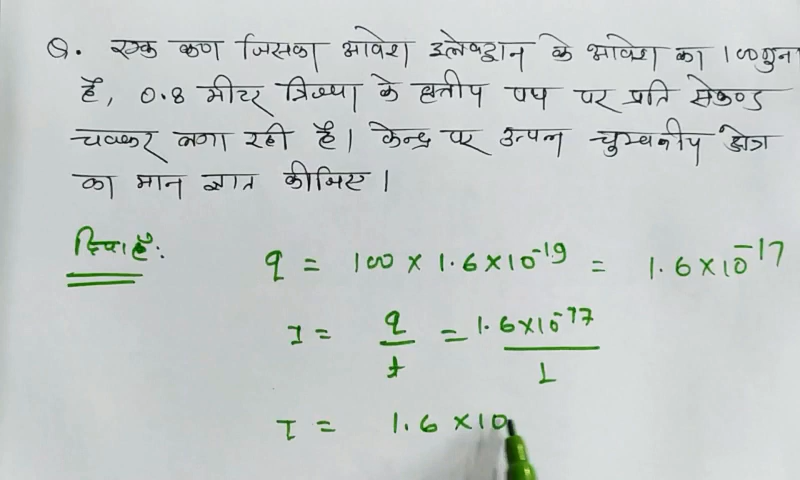 Q. एक कण जिसका आवेश इलेक्ट्रान के आवेश का 100 गुना
है, 0.8 मीटर त्रिज्या के वृत्तीय पथ पर प्रति सेकण्ड
चक्कर लगा रही है। केन्द्र पर उत्पन्न चुम्बकीय क्षेत्र
का मान ज्ञात कीजिए।
दिया है:
q = 100 × 1.6 × 10⁻¹⁹ = 1.6 × 10⁻¹⁷
I = q/t = 1.6 × 10⁻¹⁷/1
I = 1.6 × 10